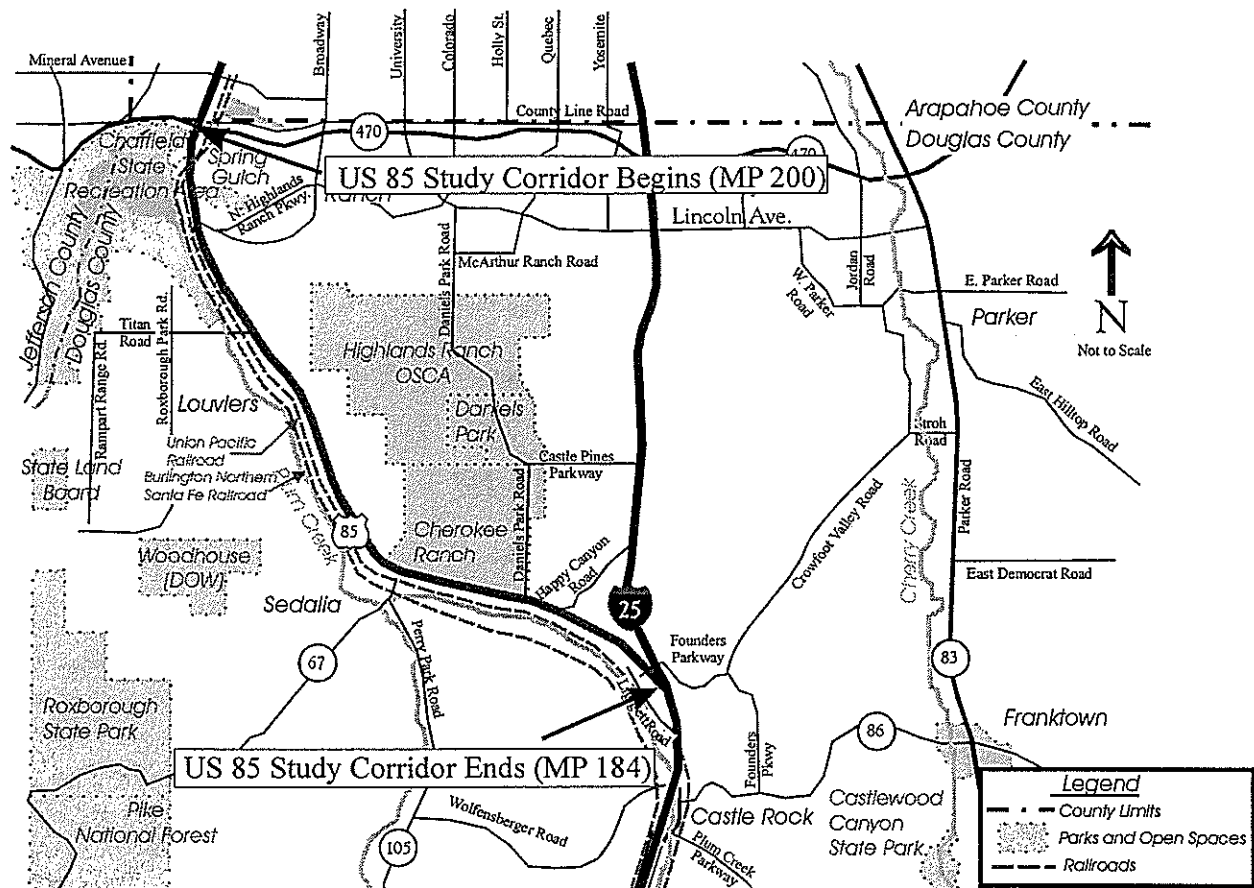 Mineral Avenue
Broadway
University
Colorado
Holly St.
Quebec
Yosemite
County Line Road
Arapahoe County
Douglas County
470
470
Chatfield
State
Recreation Area
Spring
Gulch
N. Highlands
Ranch Pkwy.
Ranch
US 85 Study Corridor Begins (MP 200)
Lincoln Ave.
Jefferson County
Douglas County
McArthur Ranch Road
Daniels Park Road
W. Parker
Road
Jordan
Road
E. Parker Road
Parker
N
Not to Scale
Titan
Road
Rampart Range Rd.
Roxborough Park Rd.
Highlands Ranch
OSCA
Daniels
Park
Louvlers
Union Pacific
Railroad
Burlington Northern
Santa Fe Railroad
State Land
Board
Castle Pines
Parkway
Stroh
Road
East Hilltop Road
Parker Road
Crowfoot Valley Road
Cherry Creek
Plum Creek
85
Cherokee
Ranch
Daniels Park Road
Happy Canyon
Road
Woodhouse
(DOW)
Sedalia
25
East Democrat Road
67
Perry Park Road
Founders
Parkway
83
Liggett Road
Roxborough
State Park
Founders
Pkwy
86
Franktown
US 85 Study Corridor Ends (MP 184)
Pike
National Forest
105
Wolfensberger Road
Castle Rock
Plum Creek
Parkway
Castlewood
Canyon
State Park
Legend
County Limits
Parks and Open Spaces
Railroads